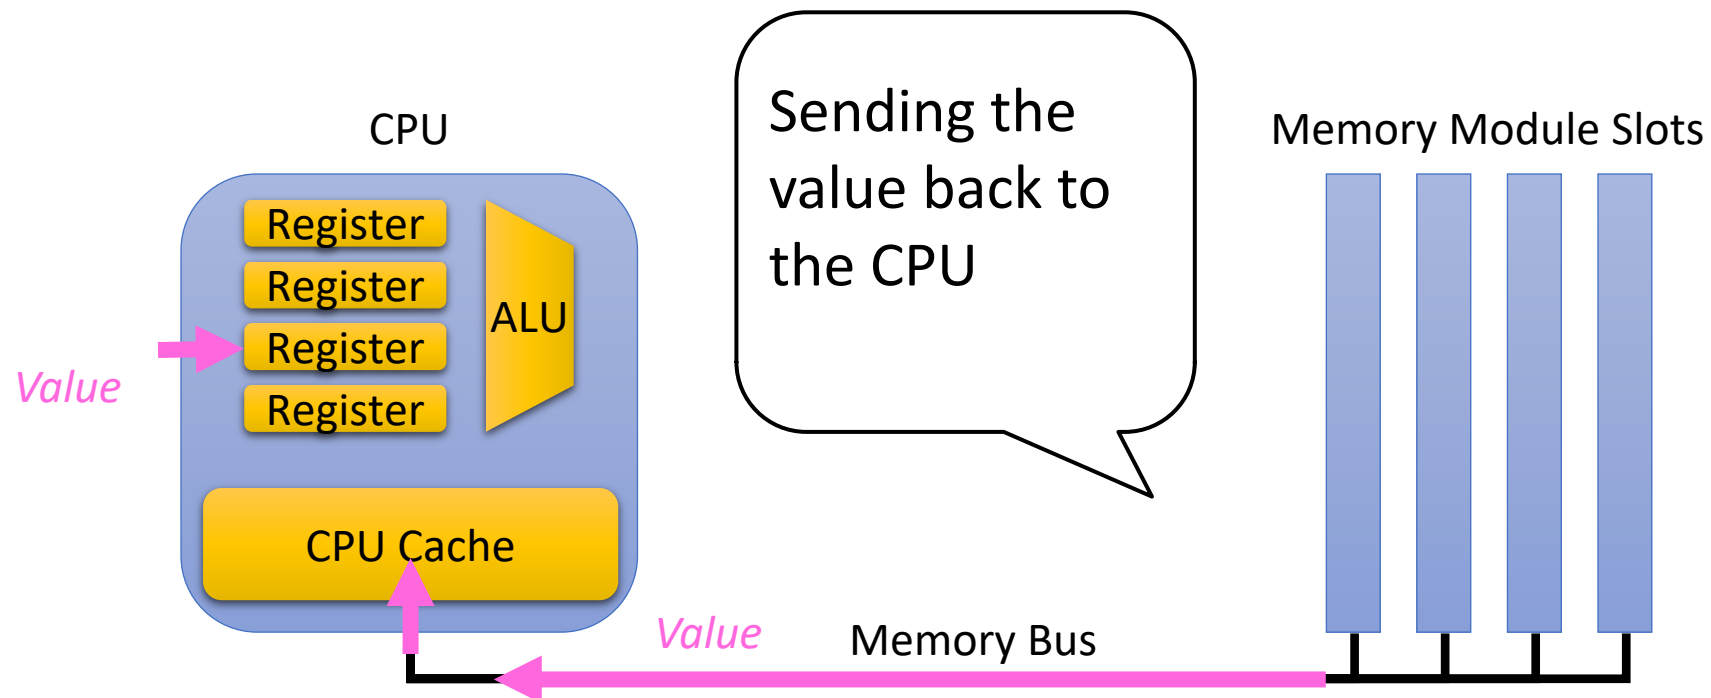 CPU
Register
Register
Register
Register
ALU
Value
CPU Cache
Sending the
value back to
the CPU
Memory Module Slots
Value
Memory Bus